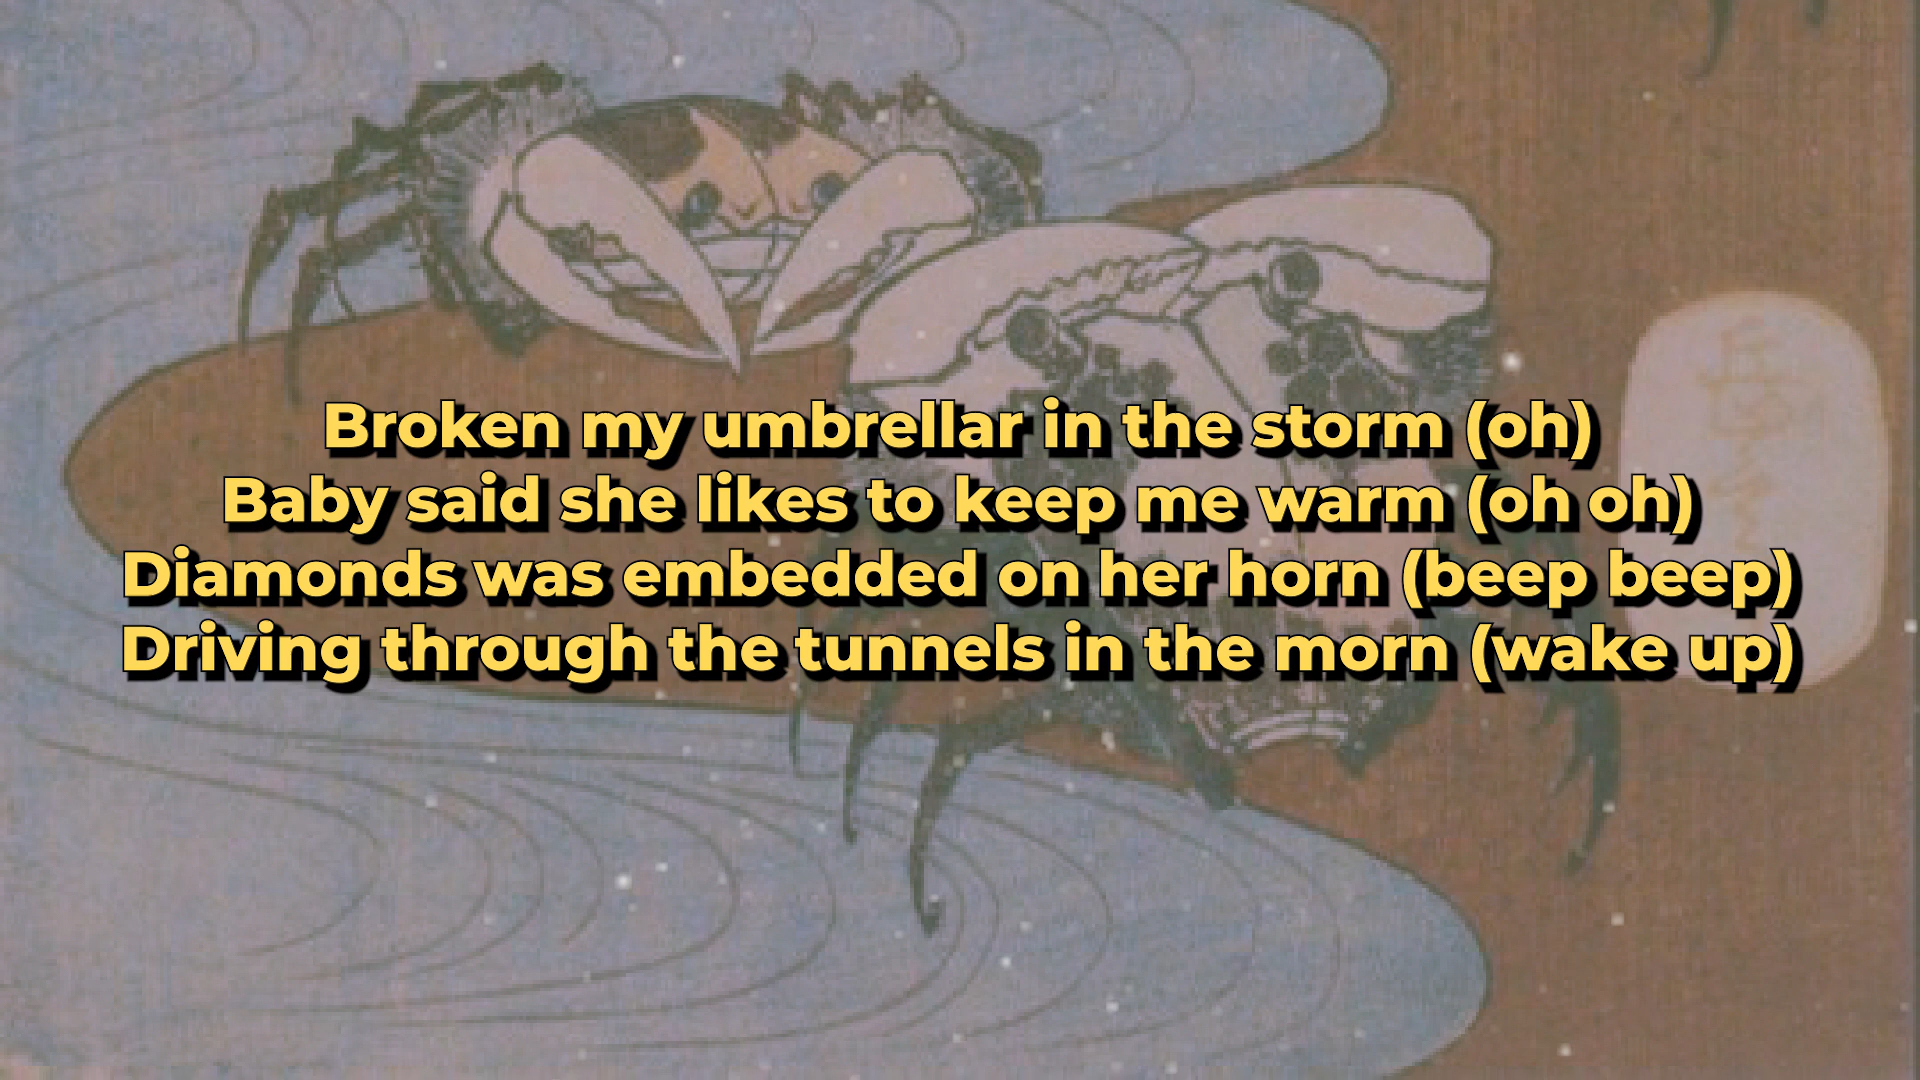 Broken my umbrellar in the storm (oh)
Baby said she likes to keep me warm (oh oh)
Diamonds was embedded on her horn (beep beep)
Driving through the tunnels in the morn (wake up)